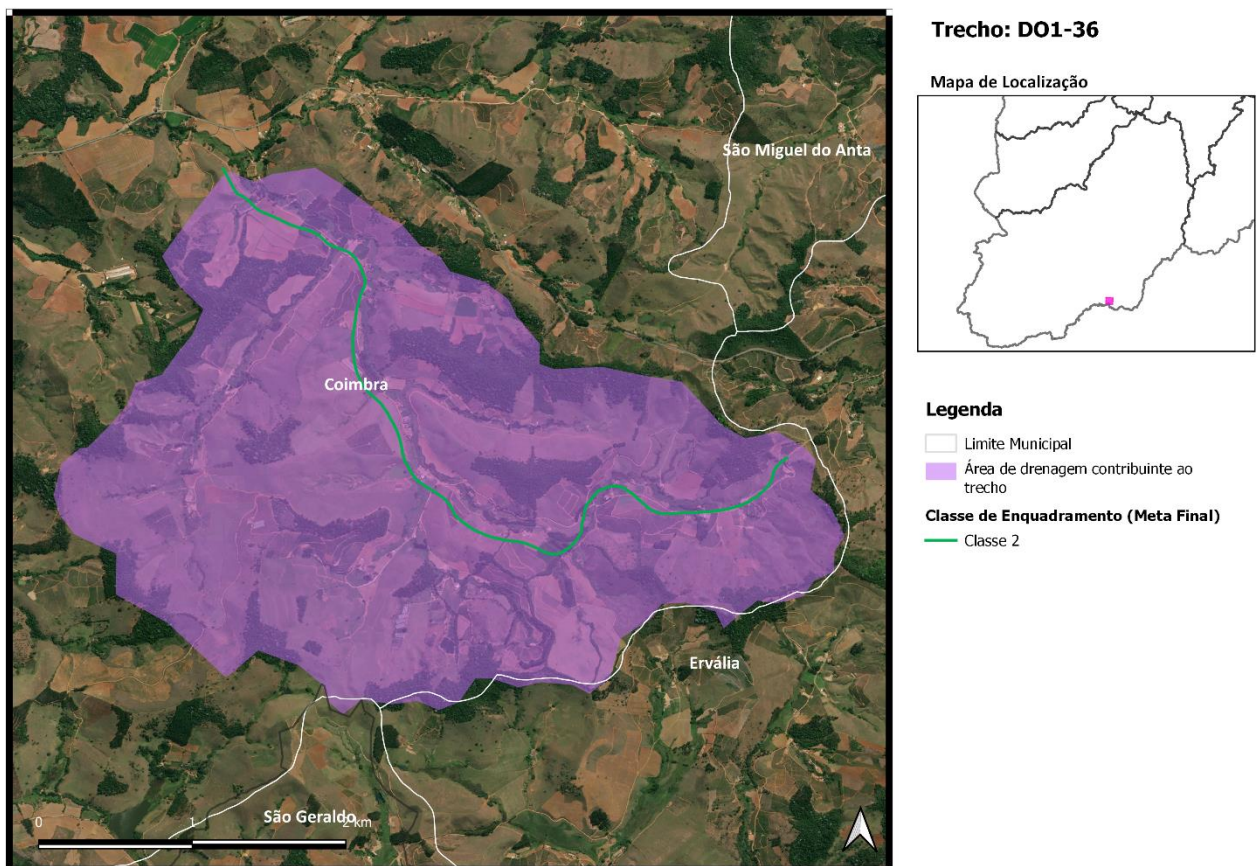 Trecho: DO1-36
Mapa de Localização
São Miguel do Anta
Coimbra
Ervália
São Geraldo
0
1
2 km
Legenda
Limite Municipal
Área de drenagem contribuinte ao
trecho
Classe de Enquadramento (Meta Final)
Classe 2